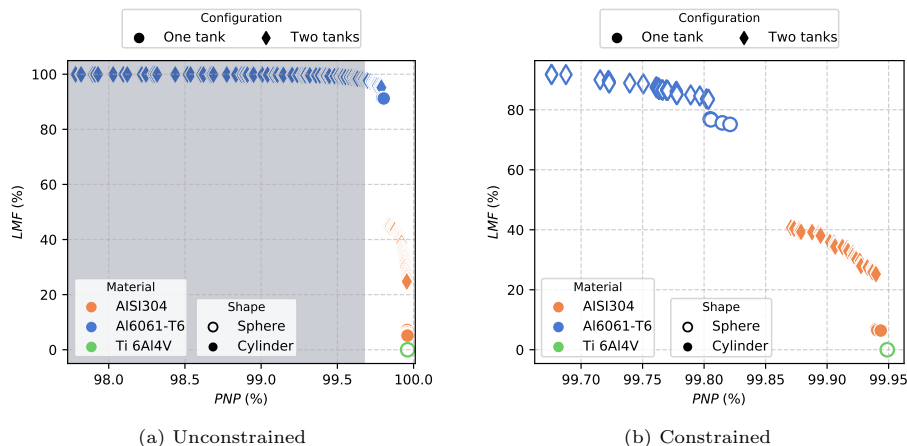 Configuration
One tank
Two tanks
100
80
60
40
20
0
LMF (%)
98.0
98.5
99.0
99.5
100.0
PNP (%)
Material
AISI304
Al6061-T6
Ti 6Al4V
Shape
Sphere
Cylinder
(a) Unconstrained
Configuration
One tank
Two tanks
80
60
40
20
0
LMF (%)
99.70
99.75
99.80
99.85
99.90
99.95
PNP (%)
Material
AISI304
Al6061-T6
Ti 6Al4V
Shape
Sphere
Cylinder
(b) Constrained